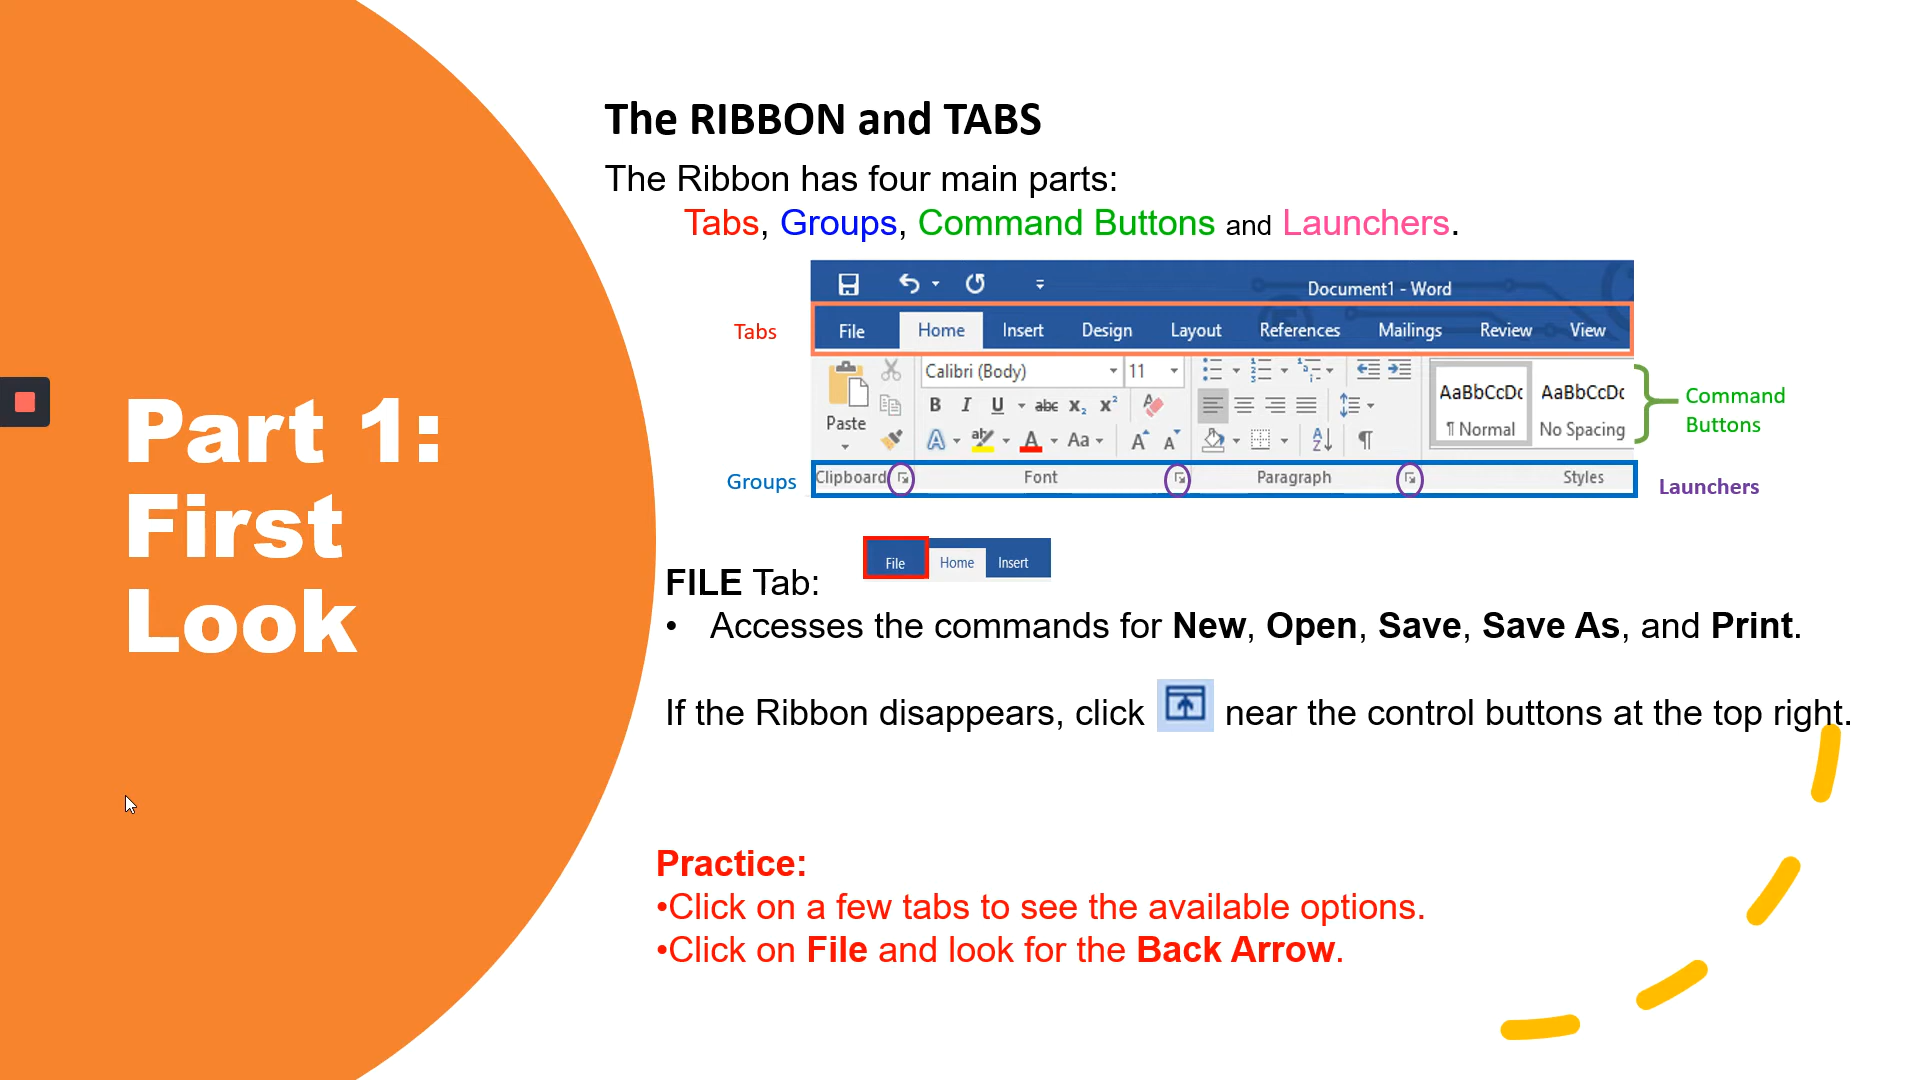 Part 1:
First
Look
The RIBBON and TABS
The Ribbon has four main parts:
Tabs, Groups, Command Buttons and Launchers.
Document1 - Word
Tabs
File Home Insert Design Layout References Mailings Review View
Calibri (Body) 11
Paste
B I U abc X₂ X²
A aby A Aa A A
AaBbCcDc AaBbCcDc
¶ Normal No Spacing
Command
Buttons
Groups
Clipboard Font Paragraph Styles
Launchers
File Home Insert
FILE Tab:
• Accesses the commands for New, Open, Save, Save As, and Print.
If the Ribbon disappears, click near the control buttons at the top right.
Practice:
•Click on a few tabs to see the available options.
•Click on File and look for the Back Arrow.